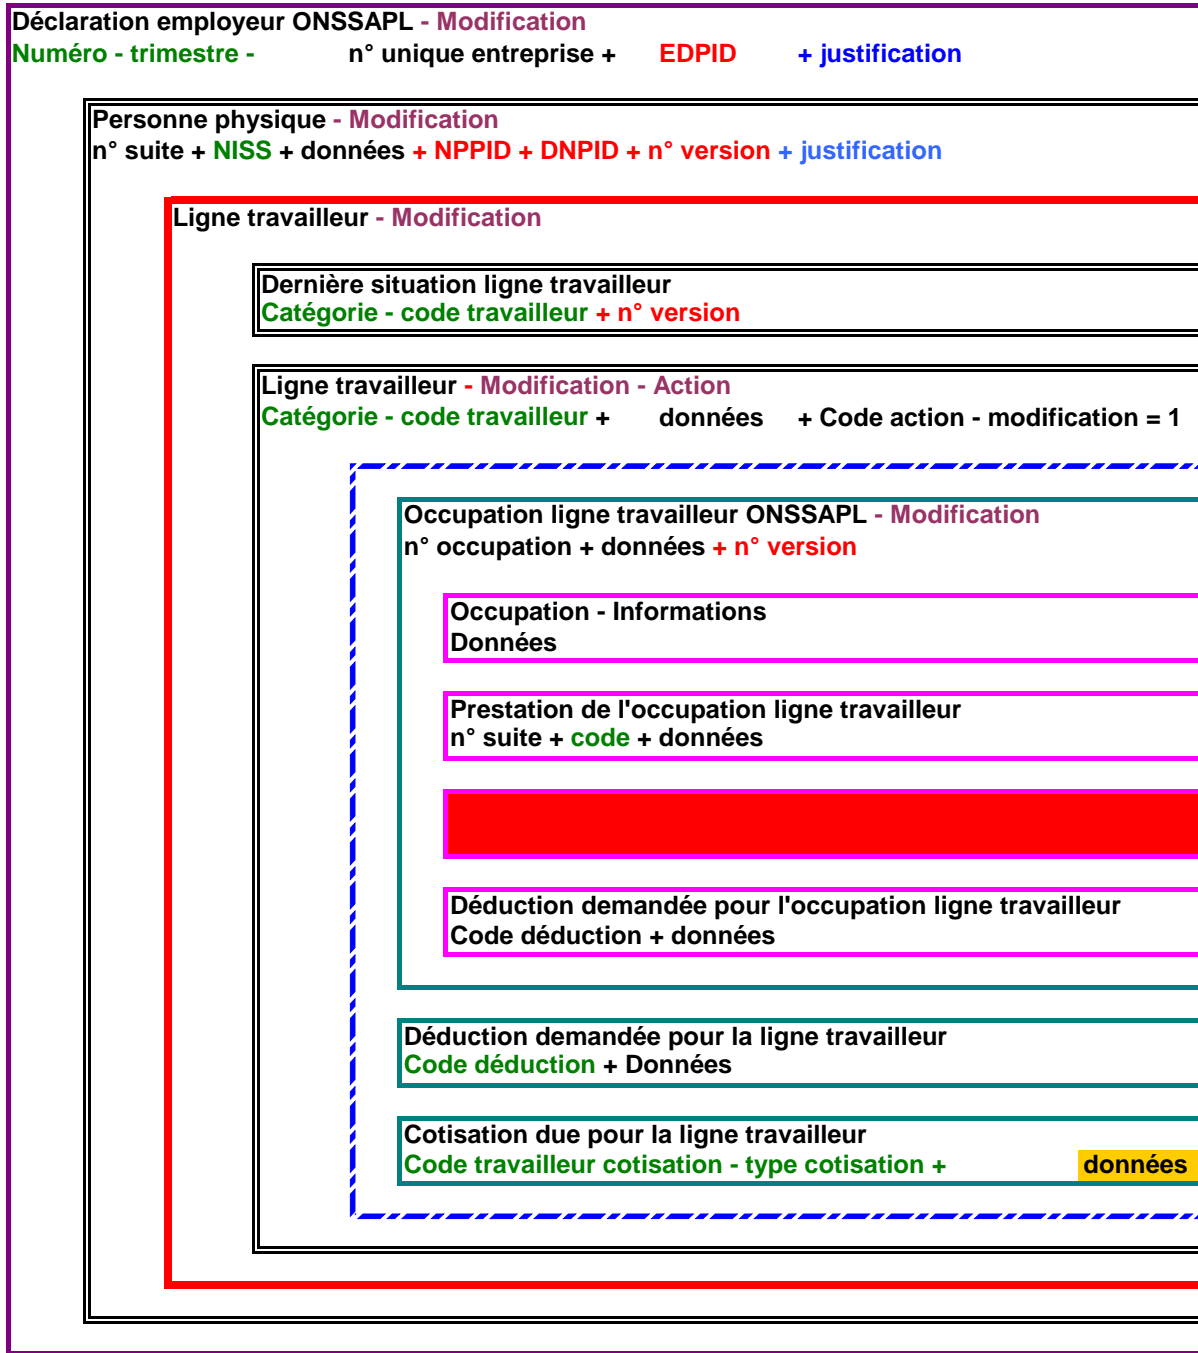 Déclaration employeur ONSSAPL - Modification
Numéro - trimestre - n° unique entreprise + EDPID + justification
Personne physique - Modification
n° suite + NISS + données + NPPID + DNPID + n° version + justification
Ligne travailleur - Modification
Dernière situation ligne travailleur
Catégorie - code travailleur + n° version
Ligne travailleur - Modification - Action
Catégorie - code travailleur + données + Code action - modification = 1
Occupation ligne travailleur ONSSAPL - Modification
n° occupation + données + n° version
Occupation - Informations
Données
Prestation de l'occupation ligne travailleur
n° suite + code + données
Déduction demandée pour l'occupation ligne travailleur
Code déduction + données
Déduction demandée pour la ligne travailleur
Code déduction + Données
Cotisation due pour la ligne travailleur
Code travailleur cotisation - type cotisation + données